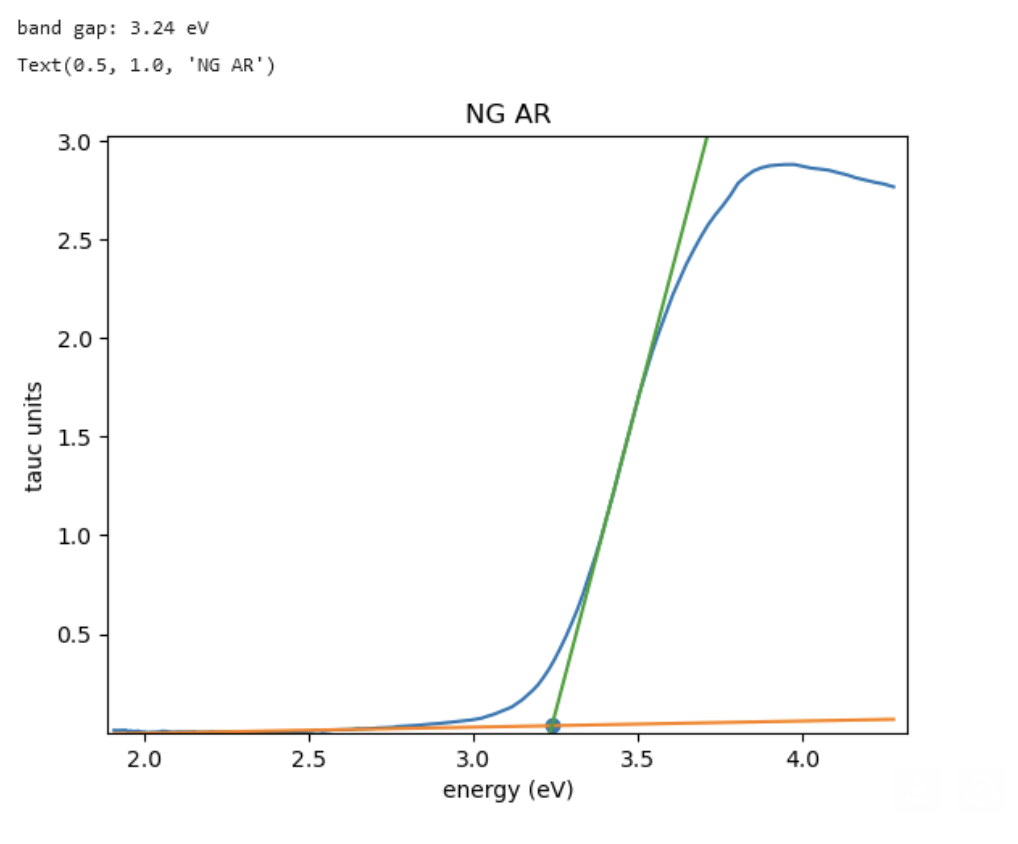 band gap: 3.24 eV
Text(0.5, 1.0, 'NG AR')
NG AR
3.0
2.5
2.0
1.5
1.0
0.5
tauc units
2.0 2.5 3.0 3.5 4.0
energy (eV)